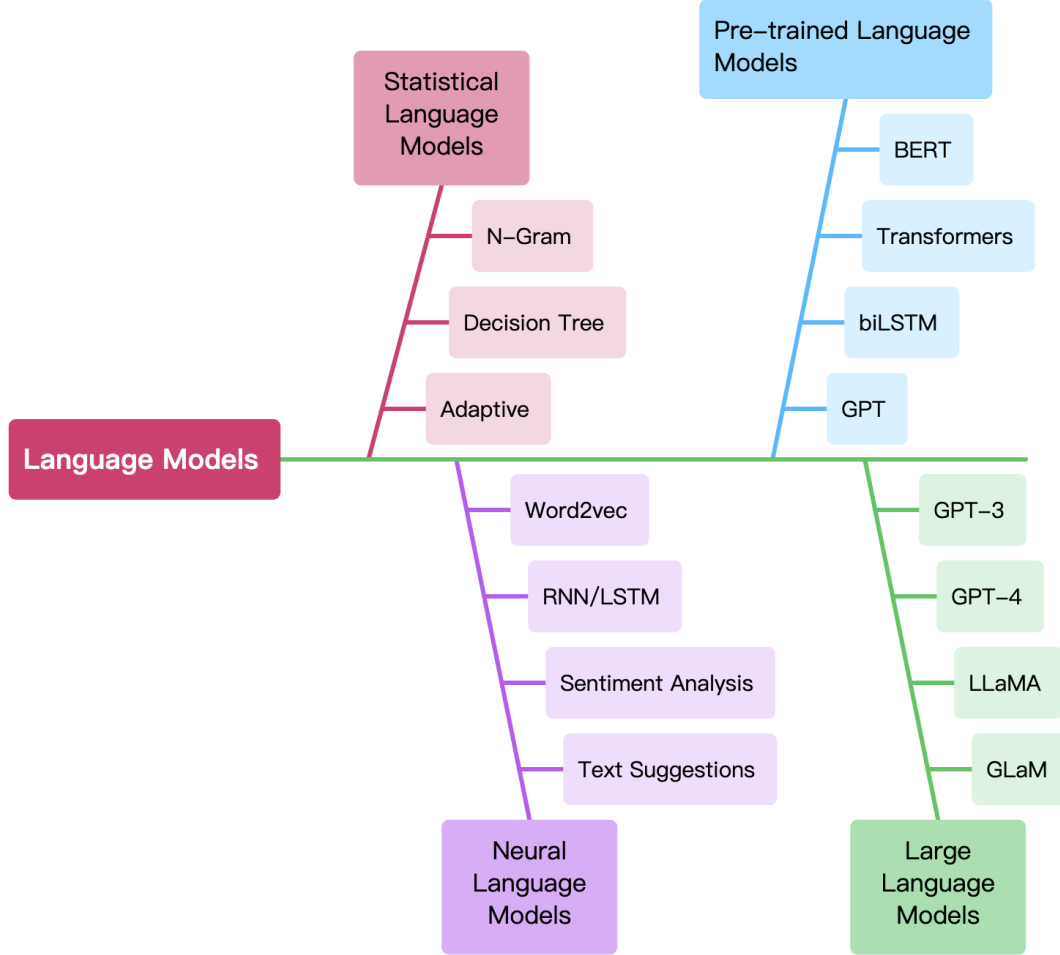 Pre-trained Language
Models
Statistical
Language
Models
BERT
N-Gram
Transformers
Decision Tree
biLSTM
Adaptive
GPT
Language Models
Word2vec
GPT-3
RNN/LSTM
GPT-4
Sentiment Analysis
LLaMA
Text Suggestions
GLaM
Neural
Language
Models
Large
Language
Models